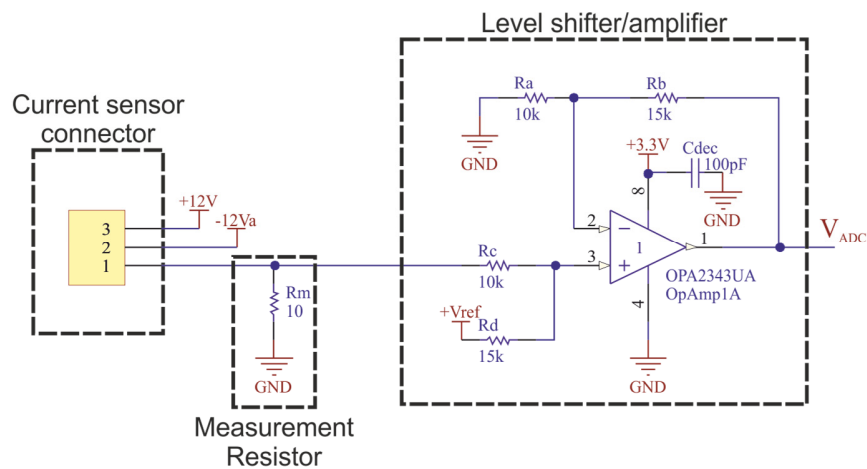 Level shifter/amplifier
Current sensor
connector
+12V
-12Va
3
2
1
Rm
10
GND
Measurement
Resistor
Ra
10k
Rb
15k
GND
+3.3V
Cdec
100pF
GND
8
2
3
1
1
4
OPA2343UA
OpAmp1A
V ADC
Rc
10k
+Vref
Rd
15k
GND